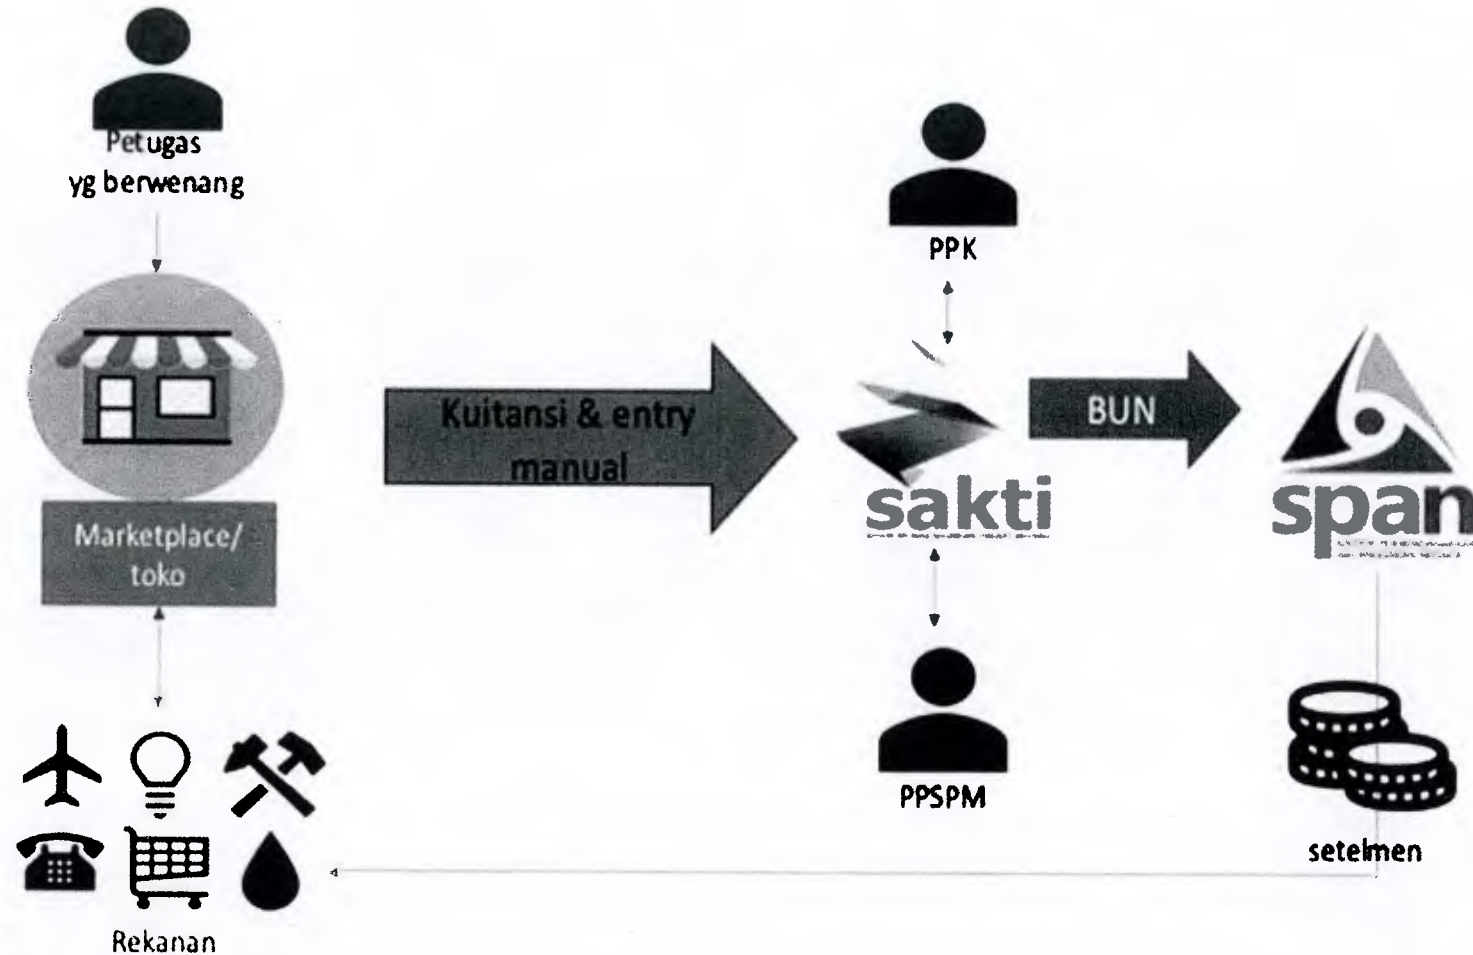 Petugas
yg berwenang
Marketplace/
toko
Rekanan
Kuitansi & entry
manual
PPK
sakti
PPSPM
BUN
span
setelmen